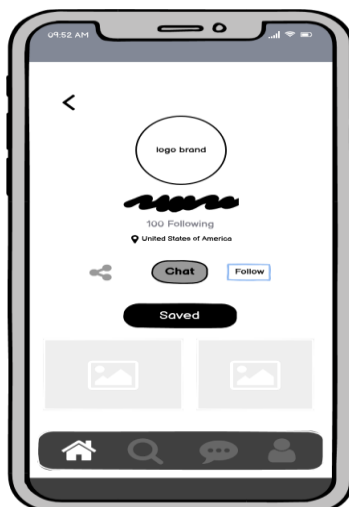 09:52 AM
logo brand
100 Following
United States of America
Chat
Follow
Saved